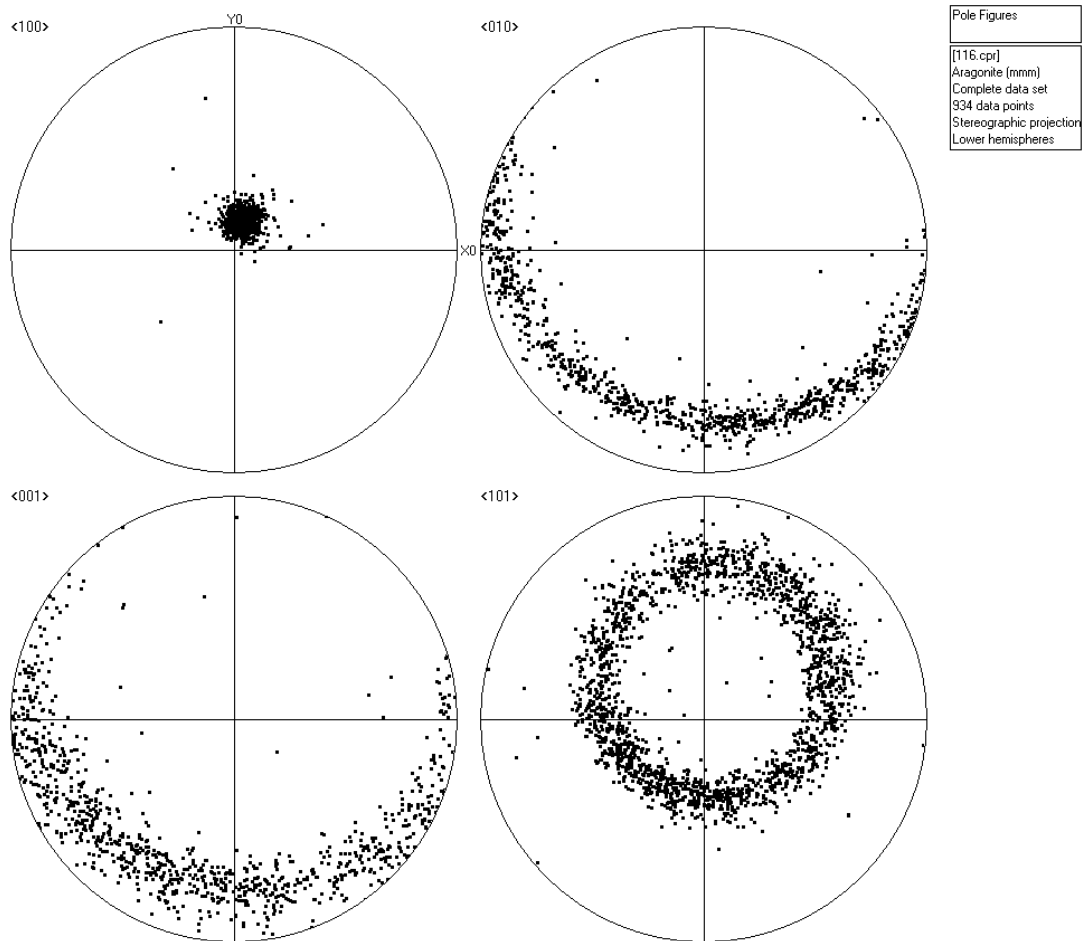 <100>
Y0
X0
<010>
Pole Figures
[116.cpr]
Aragonite (mmm)
Complete data set
934 data points
Stereographic projection
Lower hemispheres
<001>
<101>